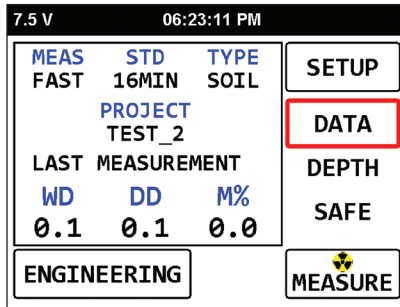 7.5 V 06:23:11 PM
MEAS STD TYPE SETUP
FAST 16MIN SOIL
PROJECT DATA
TEST_2
LAST MEASUREMENT DEPTH
WD DD M% SAFE
0.1 0.1 0.0
ENGINEERING MEASURE